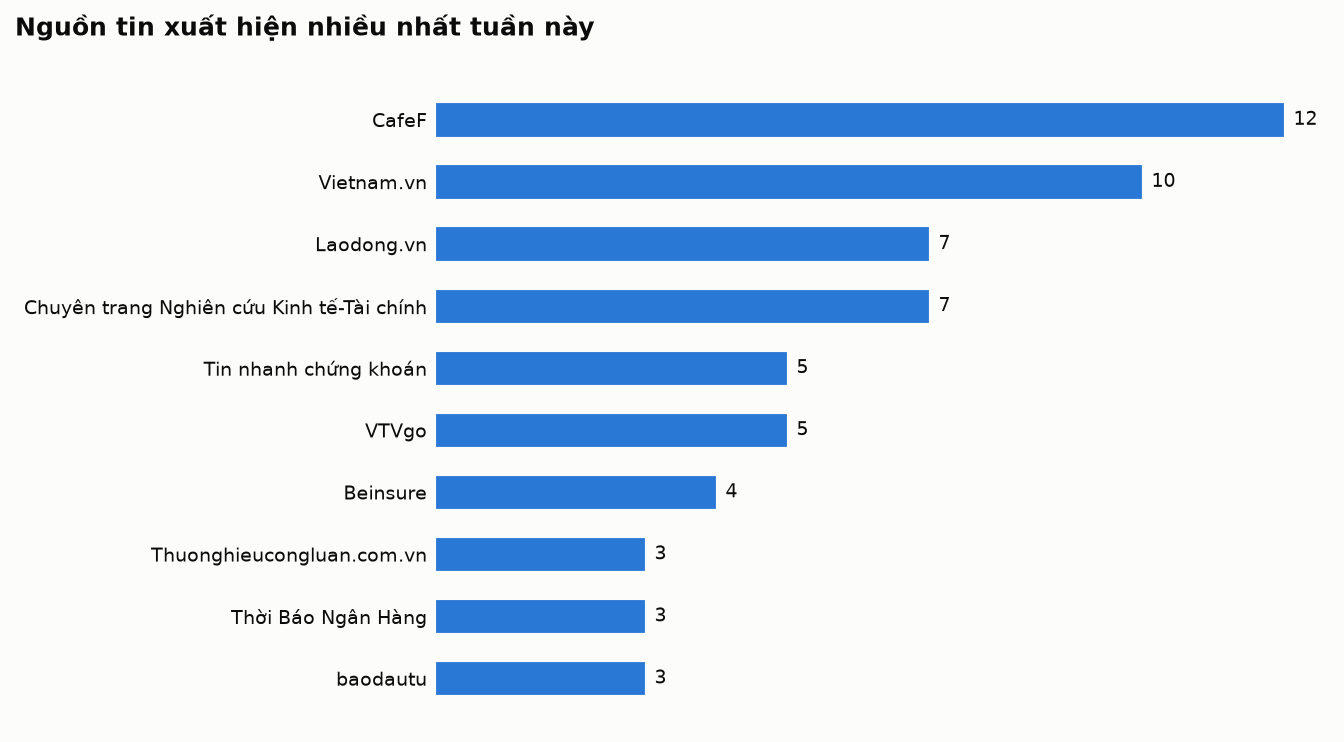 Nguồn tin xuất hiện nhiều nhất tuần này
CafeF 12
Vietnam.vn 10
Laodong.vn 7
Chuyên trang Nghiên cứu Kinh tế-Tài chính 7
Tin nhanh chứng khoán 5
VTVgo 5
Beinsure 4
Thuonghieucongluan.com.vn 3
Thời Báo Ngân Hàng 3
baodautu 3